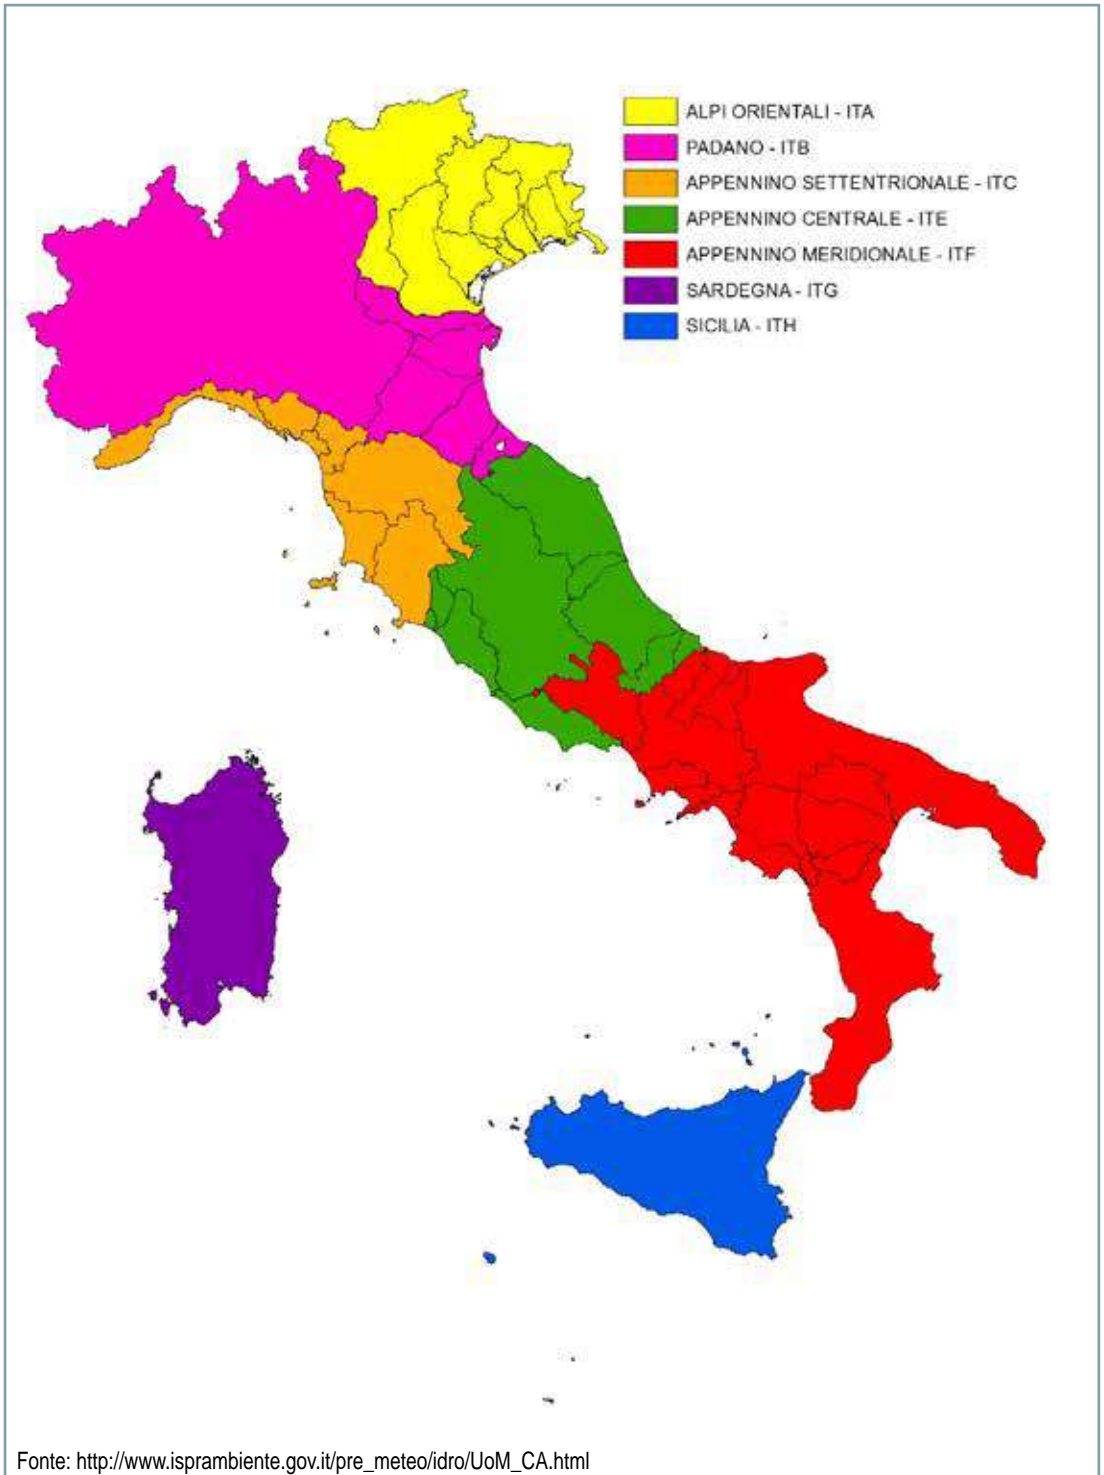 ALPI ORIENTALI - ITA
PADANO - ITB
APPENNINO SETTENTRIONALE - ITC
APPENNINO CENTRALE - ITE
APPENNINO MERIDIONALE - ITF
SARDEGNA - ITG
SICILIA - ITH
Fonte: http://www.isprambiente.gov.it/pre_meteo/idro/UoM_CA.html